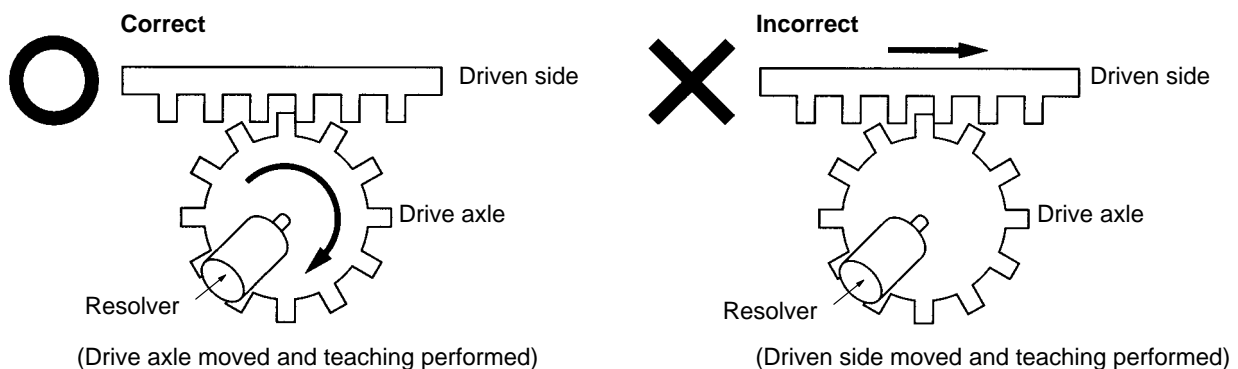 Correct
Driven side
Drive axle
Resolver
(Drive axle moved and teaching performed)
Incorrect
Driven side
Drive axle
Resolver
(Driven side moved and teaching performed)